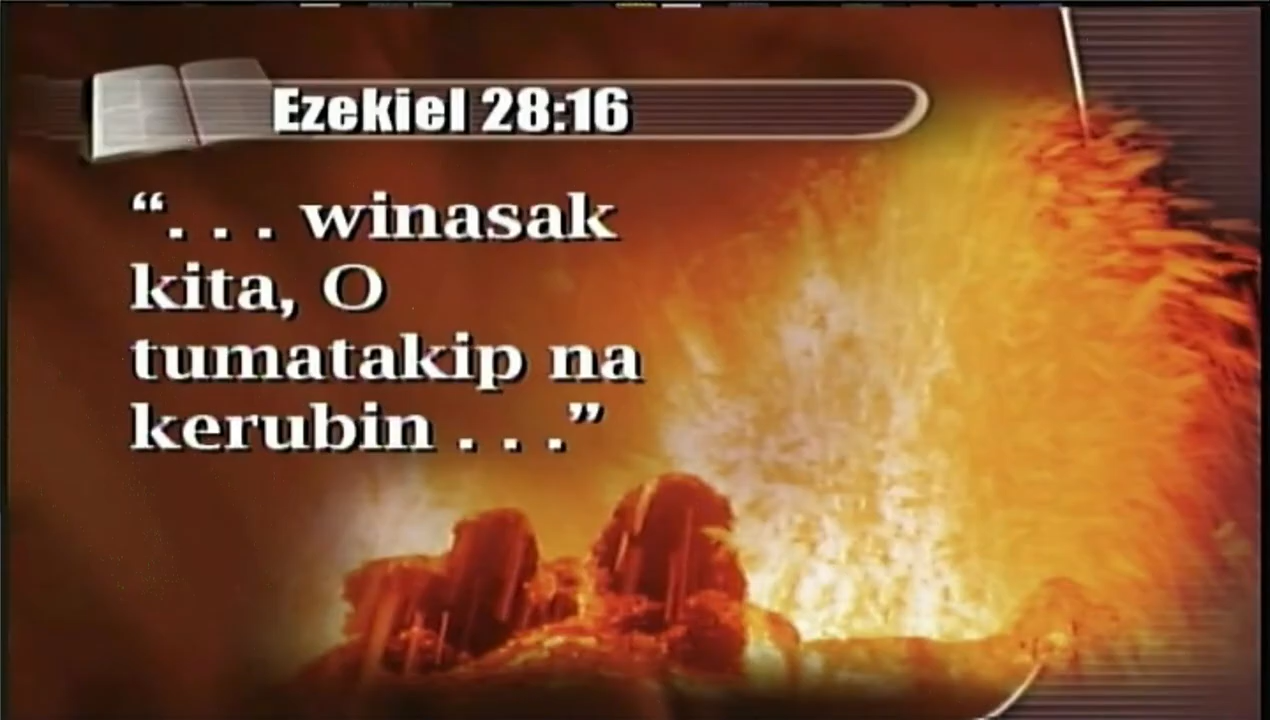 Ezekiel 28:16
“. . . winasak
kita, O
tumatakip na
kerubin . . .”